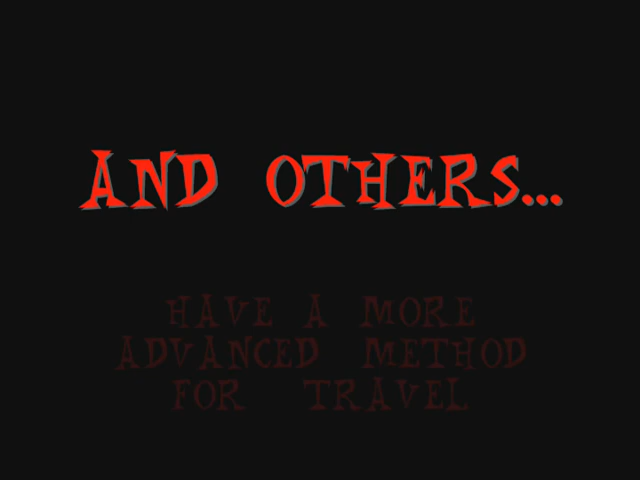 AND OTHERS...
HAVE A MORE
ADVANCED METHOD
FOR TRAVEL